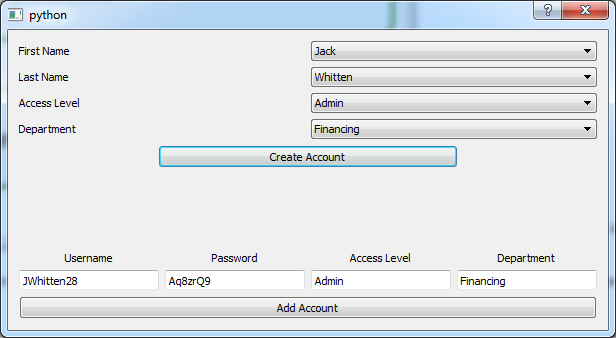 python
First Name Jack
Last Name Whitten
Access Level Admin
Department Financing
Create Account
Username Password Access Level Department
JWhitten28 Aq8zrQ9 Admin Financing
Add Account